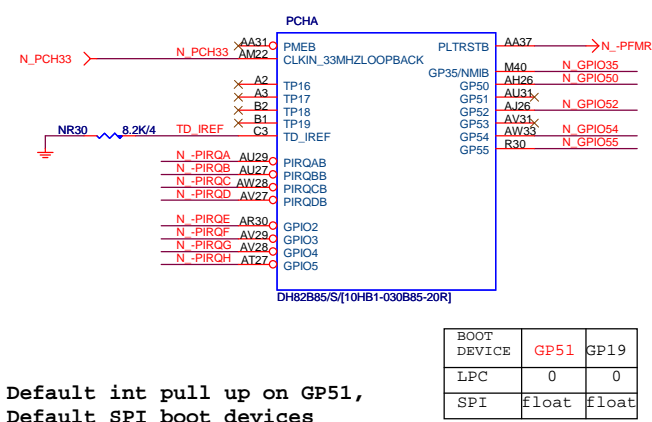 PCHA
AA31 PMEB PLTRSTB AA37 N_-PFMR
N_PCH33 N_PCH33 AM22 CLKIN_33MHZLOOPBACK
GP35/NMIB M40 N_GPIO35
A2 TP16 GP50 AH26 N_GPIO50
A3 TP17 GP51 AU31
B2 TP18 GP52 AJ26 N_GPIO52
B1 TP19 GP53 AV31
NR30 8.2K/4 TD_IREF C3 TD_IREF GP54 AW33 N_GPIO54
GP55 R30 N_GPIO55
N_-PIRQA AU29 PIRQAB
N_-PIRQB AU27 PIRQBB
N_-PIRQC AW28 PIRQCB
N_-PIRQD AV27 PIRQDB
N_-PIRQE AR30 GPIO2
N_-PIRQF AV29 GPIO3
N_-PIRQG AV28 GPIO4
N_-PIRQH AT27 GPIO5
DH82B85/S/[10HB1-030B85-20R]
BOOT
DEVICE GP51 GP19
LPC 0 0
SPI float float
Default int pull up on GP51,
Default SPI boot devices